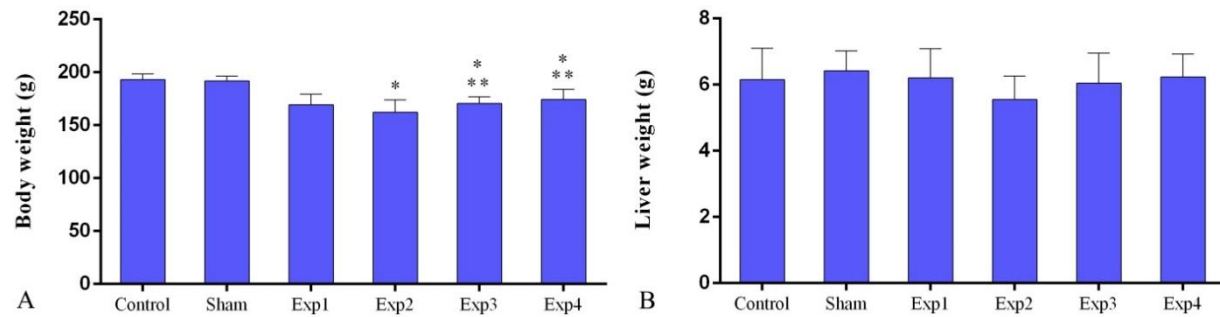 250
200
150
100
50
0
Body weight (g)
*
*
**
*
**
Control Sham Exp1 Exp2 Exp3 Exp4
A
8
6
4
2
0
Liver weight (g)
Control Sham Exp1 Exp2 Exp3 Exp4
B